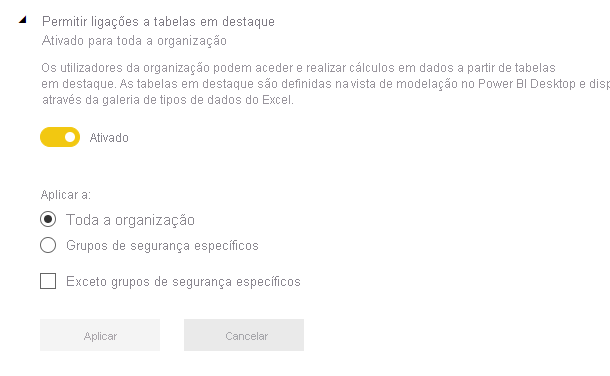 Permitir ligações a tabelas em destaque
Ativado para toda a organização
Os utilizadores da organização podem aceder e realizar cálculos em dados a partir de tabelas
em destaque. As tabelas em destaque são definidas na vista de modelação no Power BI Desktop e disp
através da galeria de tipos de dados do Excel.
Ativado
Aplicar a:
Toda a organização
Grupos de segurança específicos
Exceto grupos de segurança específicos
Aplicar
Cancelar